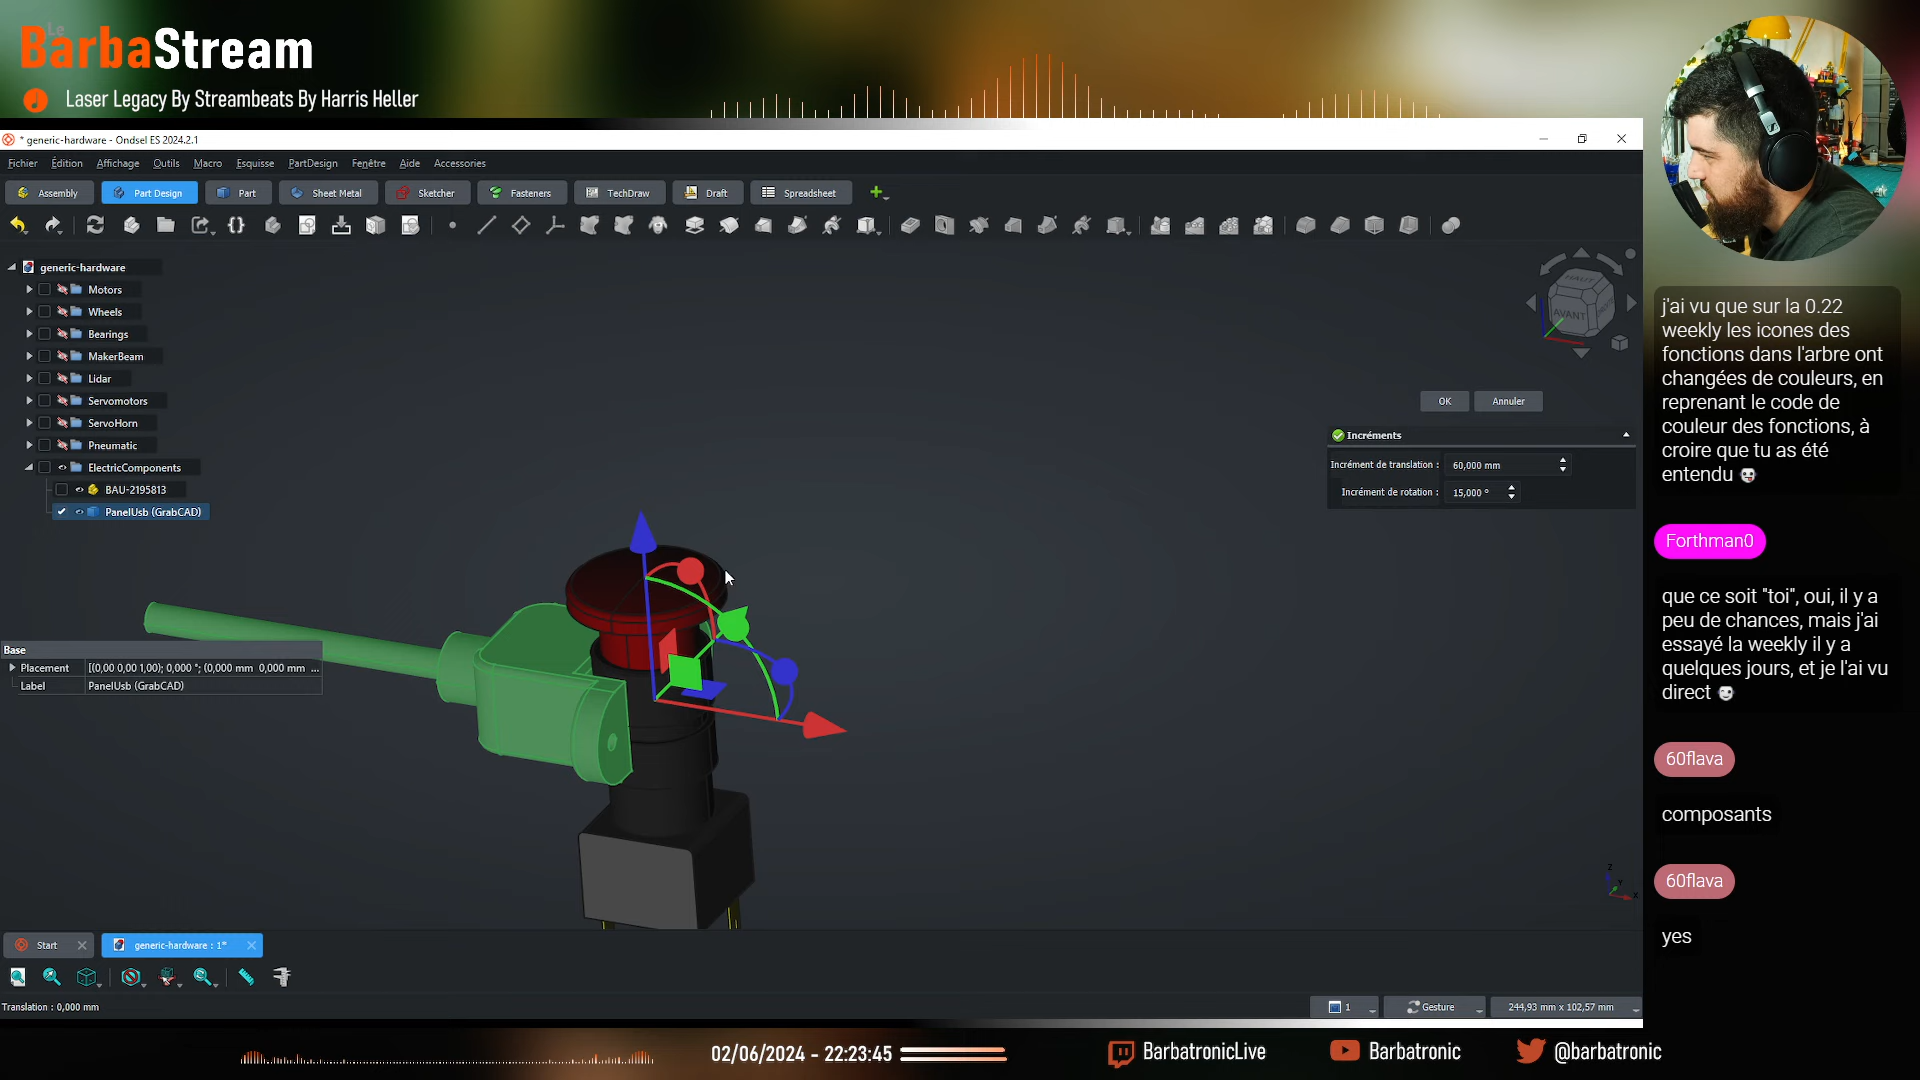 Le
BarbaStream
Laser Legacy By Streambeats By Harris Heller
* generic-hardware - Ondsel ES 2024.2.1
Fichier Édition Affichage Outils Macro Esquisse PartDesign Fenêtre Aide Accessories
Assembly Part Design Part Sheet Metal Sketcher Fasteners TechDraw Draft Spreadsheet
generic-hardware
Motors
Wheels
Bearings
MakerBeam
Lidar
Servomotors
ServoHorn
Pneumatic
ElectricComponents
BAU-2195813
PanelUsb (GrabCAD)
HAUT
AVANT
OK Annuler
Incréments
Incrément de translation : 60,000 mm
Incrément de rotation : 15,000 °
Base
Placement [(0,00 0,00 1,00); 0,000 °; (0,000 mm 0,000 mm ...
Label PanelUsb (GrabCAD)
Z
Y
X
Start generic-hardware : 1*
Translation : 0,000 mm
1 Gesture 244,93 mm x 102,57 mm
j'ai vu que sur la 0.22
weekly les icones des
fonctions dans l'arbre ont
changées de couleurs, en
reprenant le code de
couleur des fonctions, à
croire que tu as été
entendu
Forthman0
que ce soit "toi", oui, il y a
peu de chances, mais j'ai
essayé la weekly il y a
quelques jours, et je l'ai vu
direct
60flava
composants
60flava
yes
02/06/2024 - 22:23:45
BarbatronicLive
Barbatronic
@barbatronic